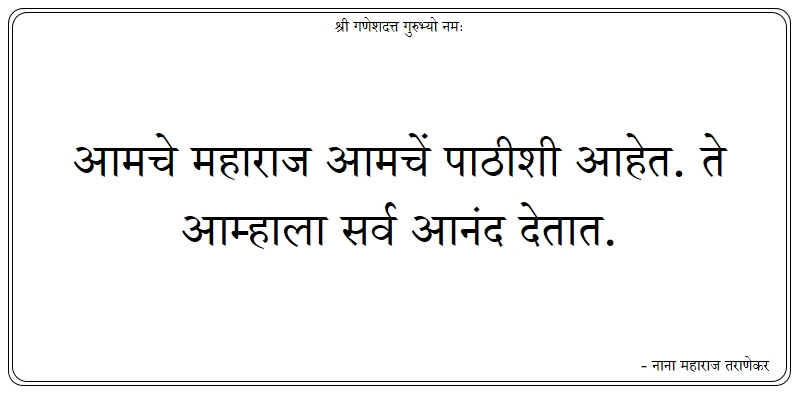 श्री गणेशदत्त गुरुभ्यो नमः
आमचे महाराज आमचें पाठीशी आहेत. ते
आम्हाला सर्व आनंद देतात.
- नाना महाराज तराणेकर